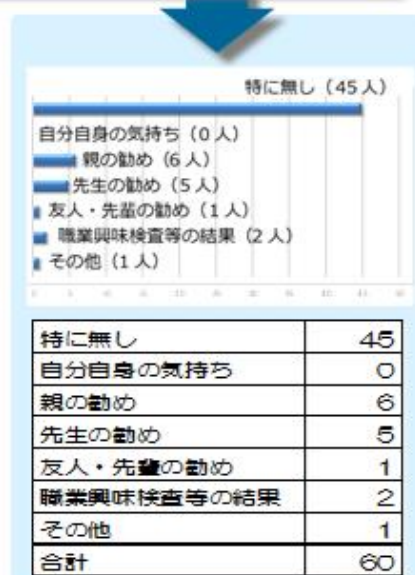 特に無し（45人）
自分自身の気持ち（0人）
親の勧め（6人）
先生の勧め（5人）
友人・先輩の勧め（1人）
職業興味検査等の結果（2人）
その他（1人）
特に無し 45
自分自身の気持ち 0
親の勧め 6
先生の勧め 5
友人・先輩の勧め 1
職業興味検査等の結果 2
その他 1
合計 60